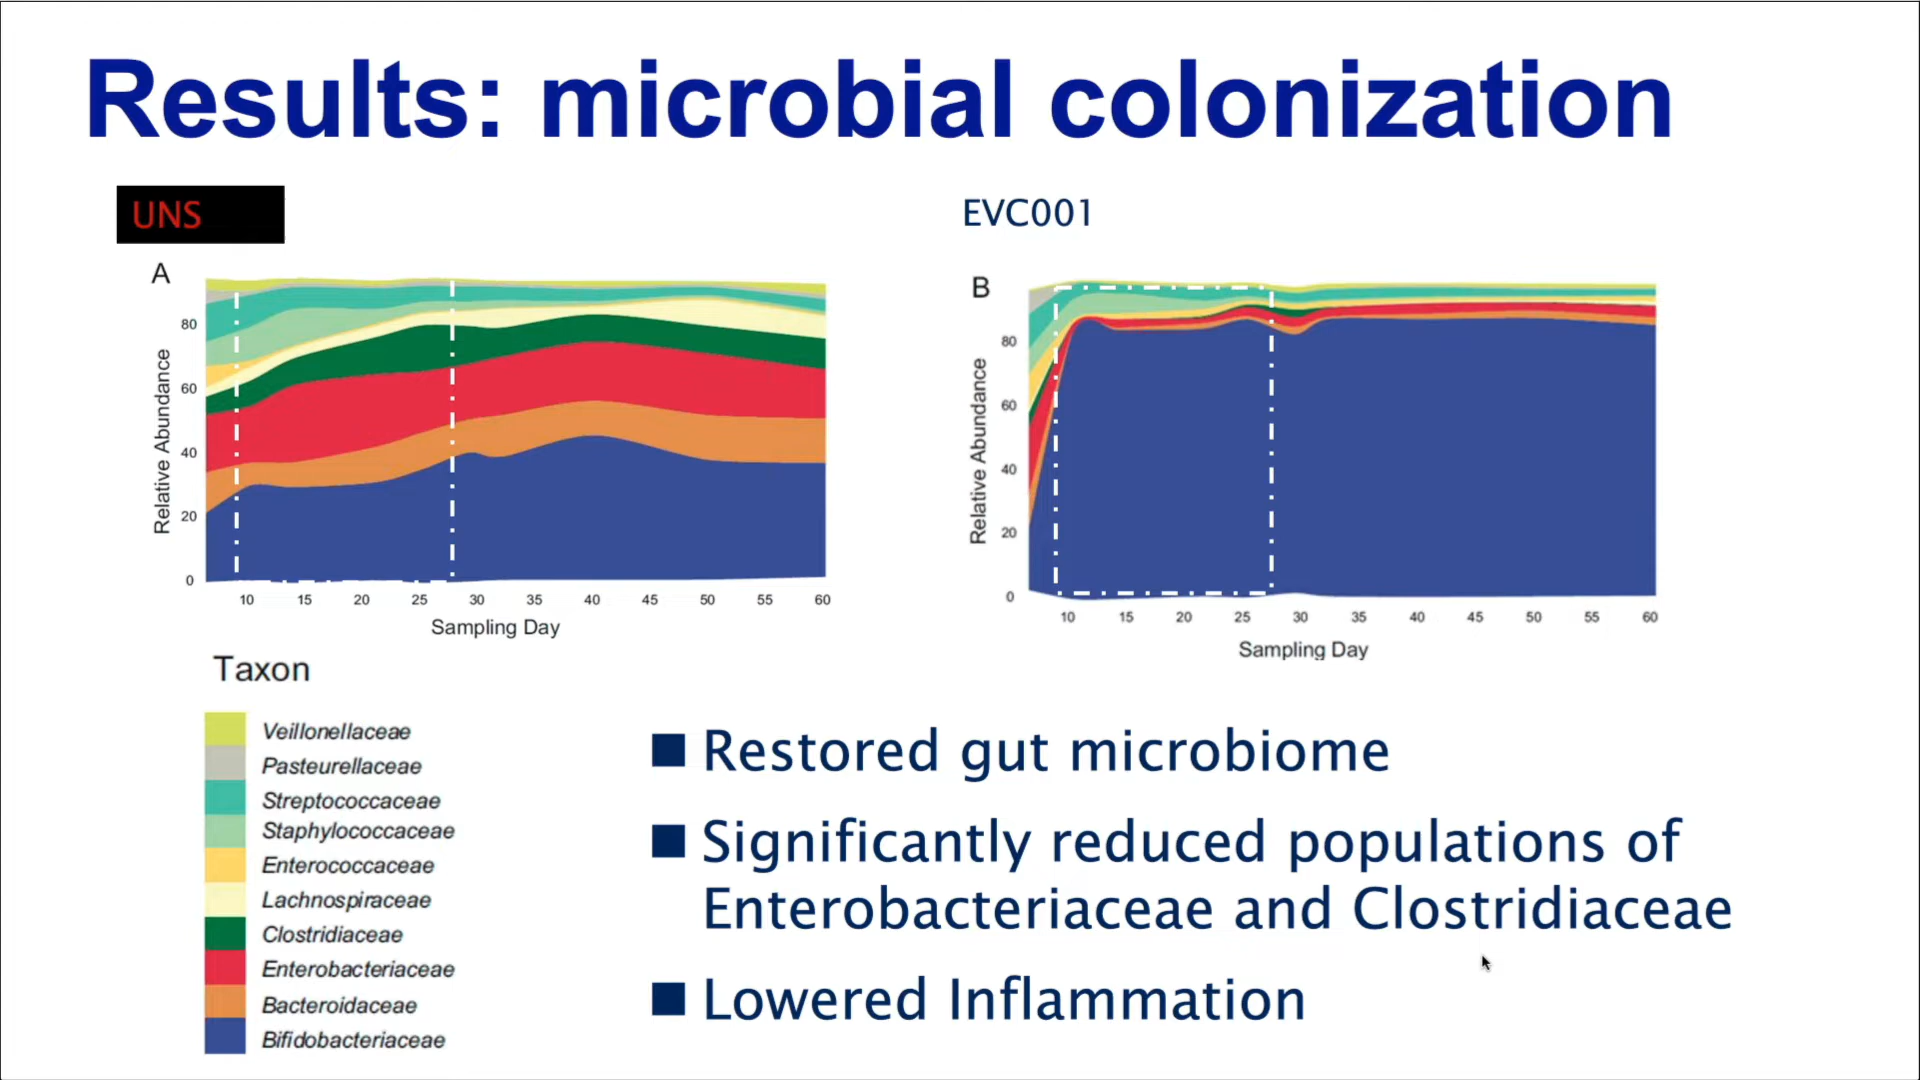 Results: microbial colonization
UNS
EVC001
A
80
60
40
20
0
Relative Abundance
10 15 20 25 30 35 40 45 50 55 60
Sampling Day
B
80
60
40
20
0
Relative Abundance
10 15 20 25 30 35 40 45 50 55 60
Sampling Day
Taxon
Veillonellaceae
Pasteurellaceae
Streptococcaceae
Staphylococcaceae
Enterococcaceae
Lachnospiraceae
Clostridiaceae
Enterobacteriaceae
Bacteroidaceae
Bifidobacteriaceae
Restored gut microbiome
Significantly reduced populations of
Enterobacteriaceae and Clostridiaceae
Lowered Inflammation